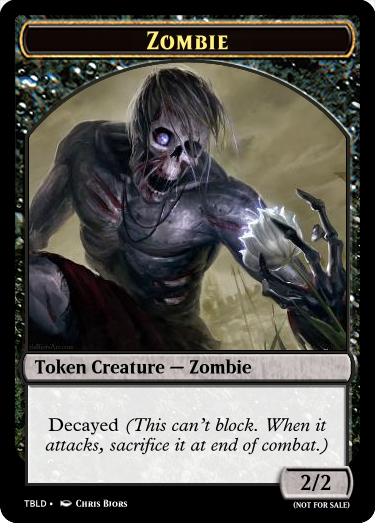 Zombie
Token Creature — Zombie
Decayed (This can't block. When it
attacks, sacrifice it at end of combat.)
2/2
TBLD • Chris Biors
(NOT FOR SALE)